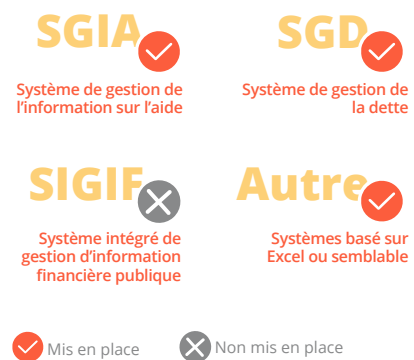 SGIA
Système de gestion de
l'information sur l'aide
SGD
Système de gestion de
la dette
SIGIF
Système intégré de
gestion d'information
financière publique
Autre
Systèmes basé sur
Excel ou semblable
Mis en place
Non mis en place